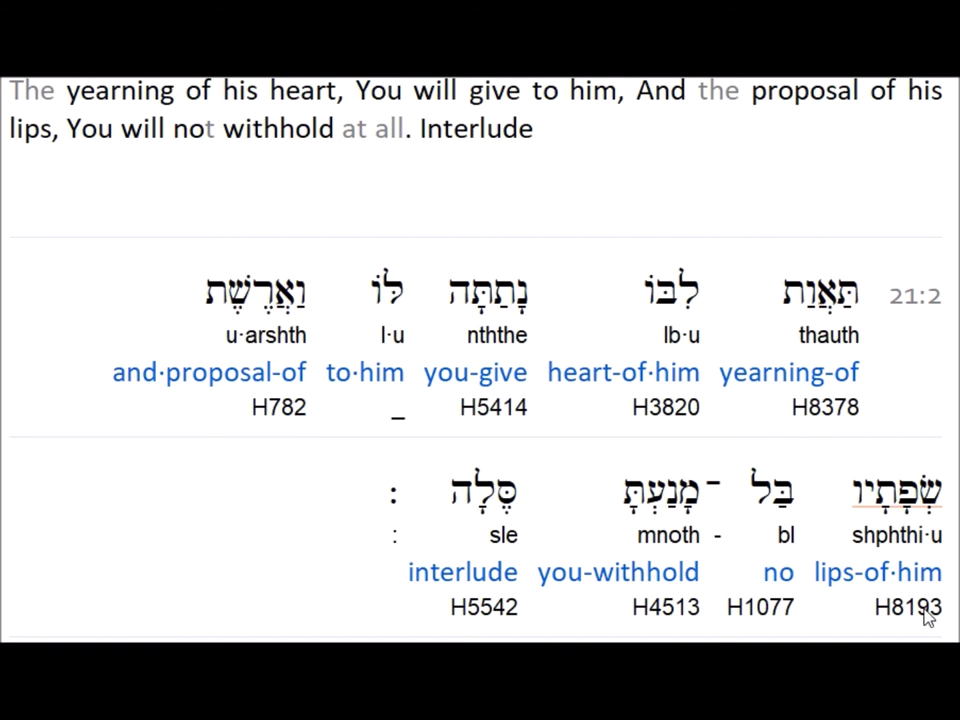 The yearning of his heart, You will give to him, And the proposal of his
lips, You will not withhold at all. Interlude
21:2 תַּאֲוַת לִבּוֹ נָתַתָּה לּוֹ וַאֲרֶשֶׁת
u·arshth l·u nththe lb·u thauth
and·proposal-of to·him you-give heart-of·him yearning-of
H782 _ H5414 H3820 H8378
שְׂפָתָיו בַּל־ מָנַעְתָּ סֶּלָה :
: sle mnoth - bl shphthi·u
interlude you-withhold no lips-of·him
H5542 H4513 H1077 H8193